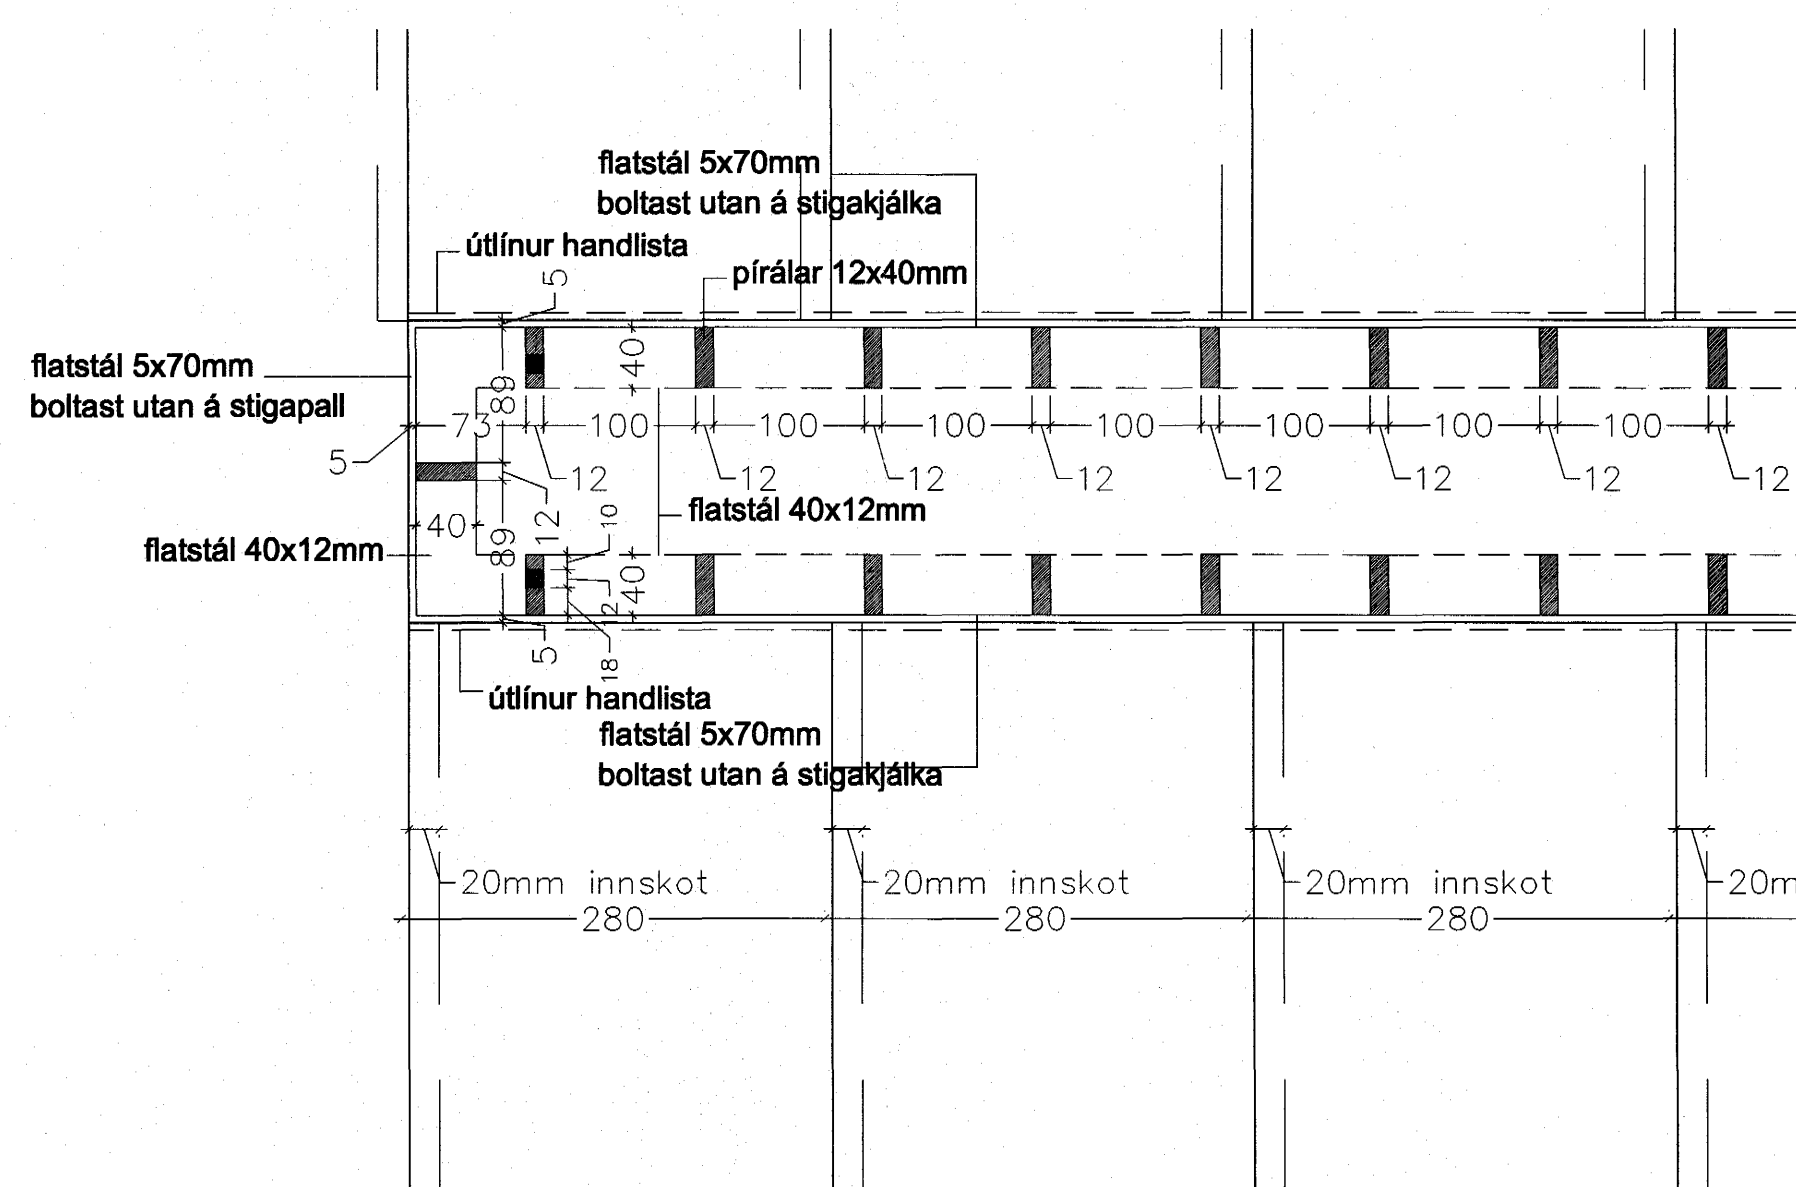 flatstál 5x70mm
boltast utan á stigakjálka
útlínur handlista
5
pírálar 12x40mm
flatstál 5x70mm
boltast utan á stigapall
40
89
73
100
100
100
100
100
100
100
5
12
12
12
12
12
12
12
12
flatstál 40x12mm
40
12
10
flatstál 40x12mm
89
40
12
5
18
útlínur handlista
flatstál 5x70mm
boltast utan á stigakjálka
20mm innskot
20mm innskot
20mm innskot
20m
280
280
280